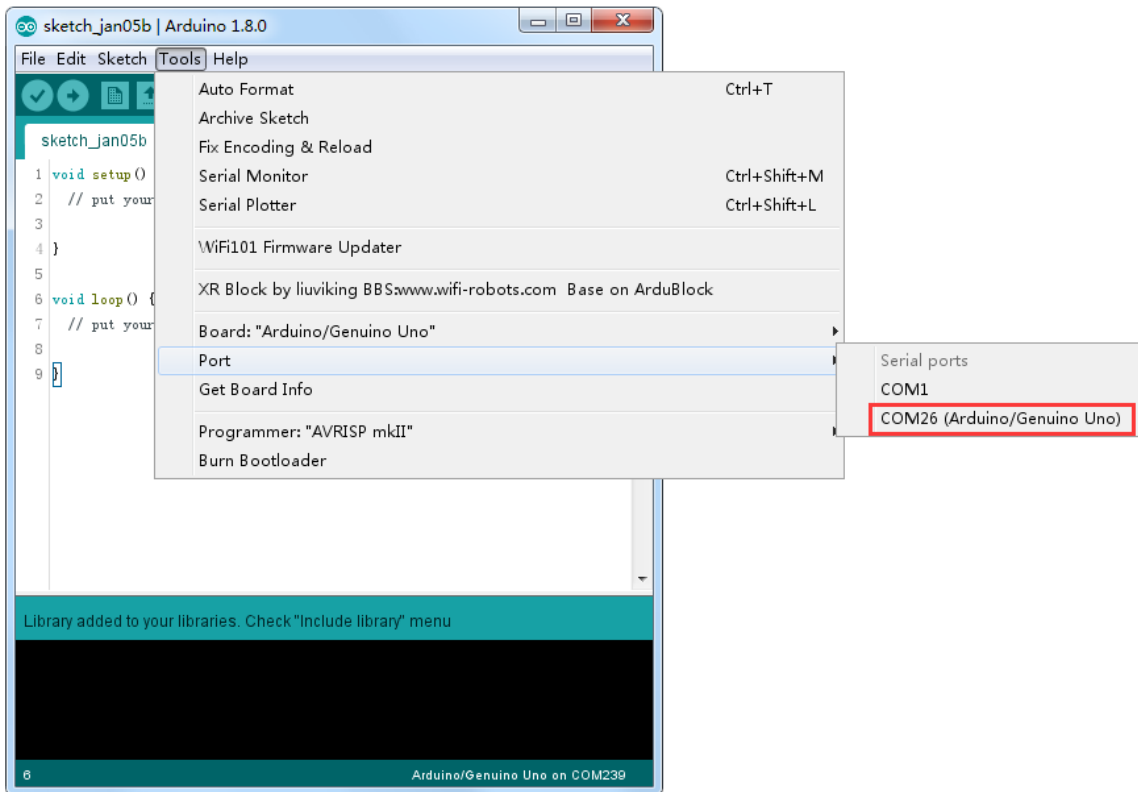 sketch_jan05b | Arduino 1.8.0
File Edit Sketch Tools Help
sketch_jan05b
1 void setup()
2 // put your
3
4 }
5
6 void loop() {
7 // put your
8
9 }
Auto Format Ctrl+T
Archive Sketch
Fix Encoding & Reload
Serial Monitor Ctrl+Shift+M
Serial Plotter Ctrl+Shift+L
WiFi101 Firmware Updater
XR Block by liuviking BBS:www.wifi-robots.com Base on ArduBlock
Board: "Arduino/Genuino Uno"
Port
Get Board Info
Programmer: "AVRISP mkII"
Burn Bootloader
Serial ports
COM1
COM26 (Arduino/Genuino Uno)
Library added to your libraries. Check "Include library" menu
6 Arduino/Genuino Uno on COM239